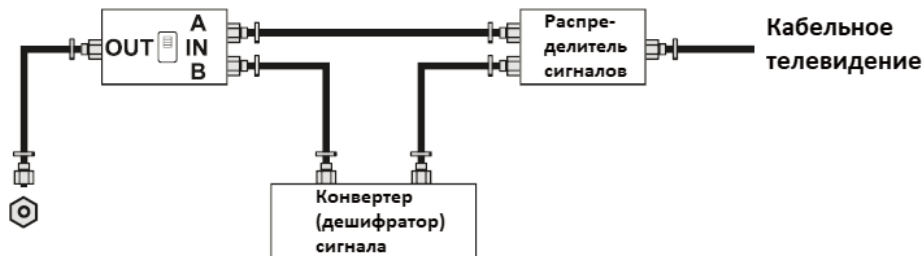 OUT
A
IN
B
Распре-
делитель
сигналов
Кабельное
телевидение
Конвертер
(дешифратор)
сигнала